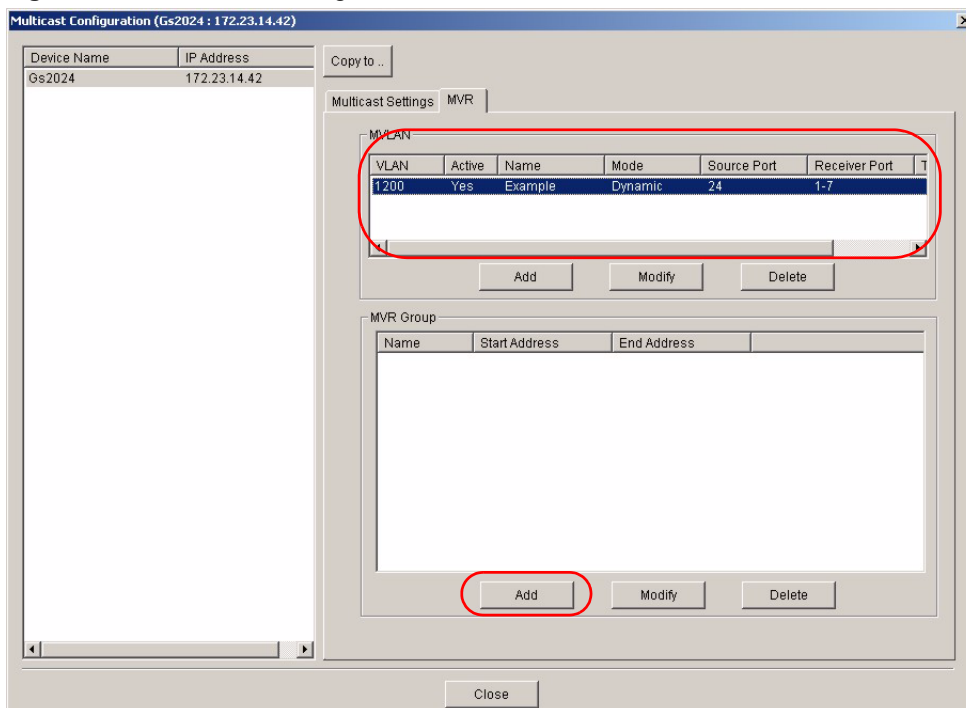 Multicast Configuration (Gs2024 : 172.23.14.42)
Device Name IP Address
Gs2024 172.23.14.42
Copy to ..
Multicast Settings MVR
MVLAN
VLAN Active Name Mode Source Port Receiver Port T
1200 Yes Example Dynamic 24 1-7
Add Modify Delete
MVR Group
Name Start Address End Address
Add Modify Delete
Close